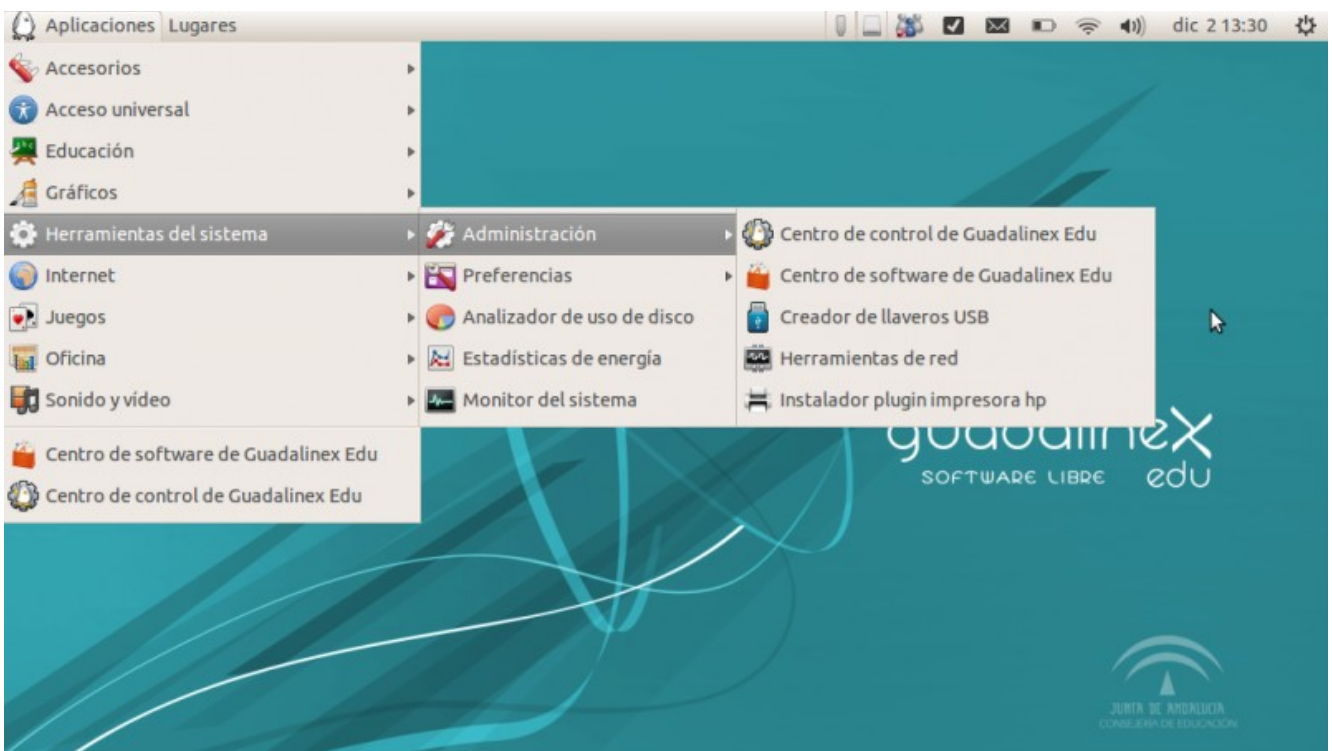 Aplicaciones Lugares
dic 2 13:30
Accesorios
Acceso universal
Educación
Gráficos
Herramientas del sistema
Internet
Juegos
Oficina
Sonido y vídeo
Centro de software de Guadalinex Edu
Centro de control de Guadalinex Edu
Administración
Preferencias
Analizador de uso de disco
Estadísticas de energía
Monitor del sistema
Centro de control de Guadalinex Edu
Centro de software de Guadalinex Edu
Creador de llaveros USB
Herramientas de red
Instalador plugin impresora hp
guadalinex
SOFTWARE LIBRE edu
JUNTA DE ANDALUCIA
CONSEJERÍA DE EDUCACIÓN